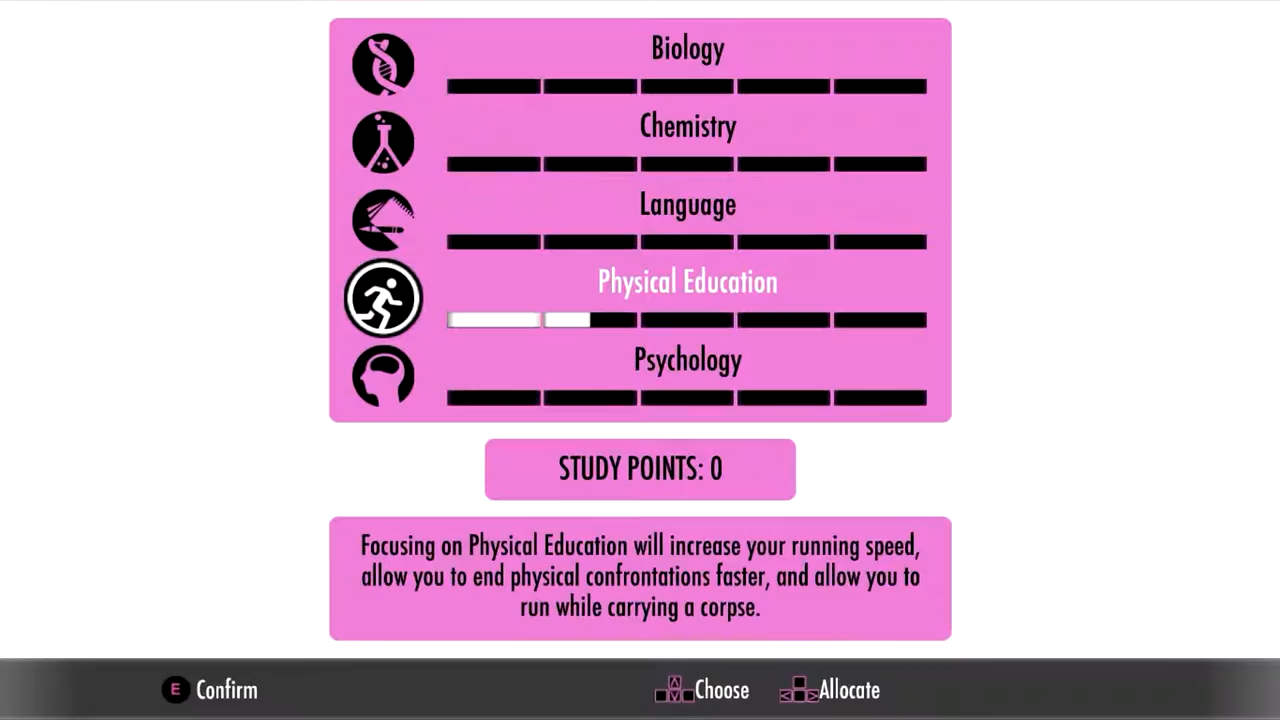 Biology
Chemistry
Language
Physical Education
Psychology
STUDY POINTS: 0
Focusing on Physical Education will increase your running speed,
allow you to end physical confrontations faster, and allow you to
run while carrying a corpse.
E Confirm
Choose
Allocate